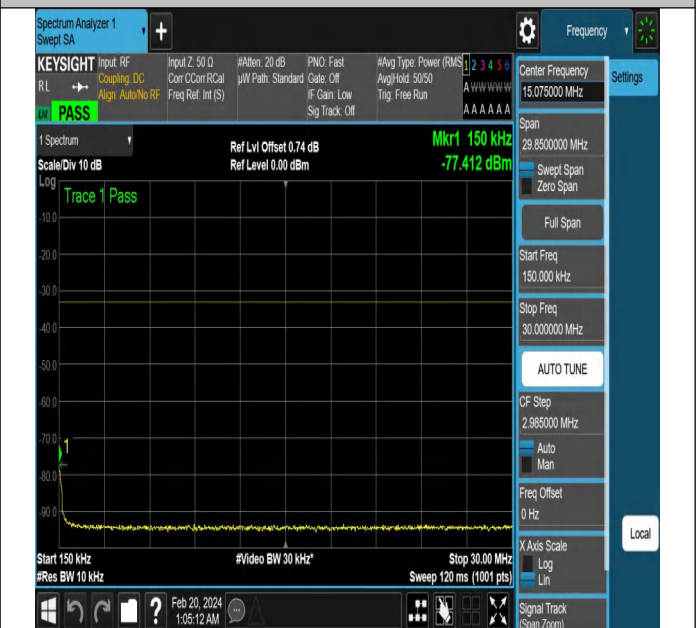 Spectrum Analyzer 1
Swept SA
+
Frequency
KEYSIGHT
RL
PASS
Input: RF
Coupling: DC
Align: Auto/No RF
Input Z: 50 Ω
Corr CCorr RCal
Freq Ref: Int (S)
#Atten: 20 dB
µW Path: Standard
PNO: Fast
Gate: Off
IF Gain: Low
Sig Track: Off
#Avg Type: Power (RMS
Avg|Hold: 50/50
Trig: Free Run
1 2 3 4 5 6
A W W W W W
A A A A A A
1 Spectrum
Scale/Div 10 dB
Ref Lvl Offset 0.74 dB
Ref Level 0.00 dBm
Mkr1 150 kHz
-77.412 dBm
Log
Trace 1 Pass
-10.0
-20.0
-30.0
-40.0
-50.0
-60.0
-70.0
1
-80.0
-90.0
Start 150 kHz
#Res BW 10 kHz
#Video BW 30 kHz*
Stop 30.00 MHz
Sweep 120 ms (1001 pts)
?
Feb 20, 2024
1:05:12 AM
Center Frequency
15.075000 MHz
Span
29.8500000 MHz
Swept Span
Zero Span
Full Span
Start Freq
150.000 kHz
Stop Freq
30.000000 MHz
AUTO TUNE
CF Step
2.985000 MHz
Auto
Man
Freq Offset
0 Hz
X Axis Scale
Log
Lin
Signal Track
(Span Zoom)
Settings
Local